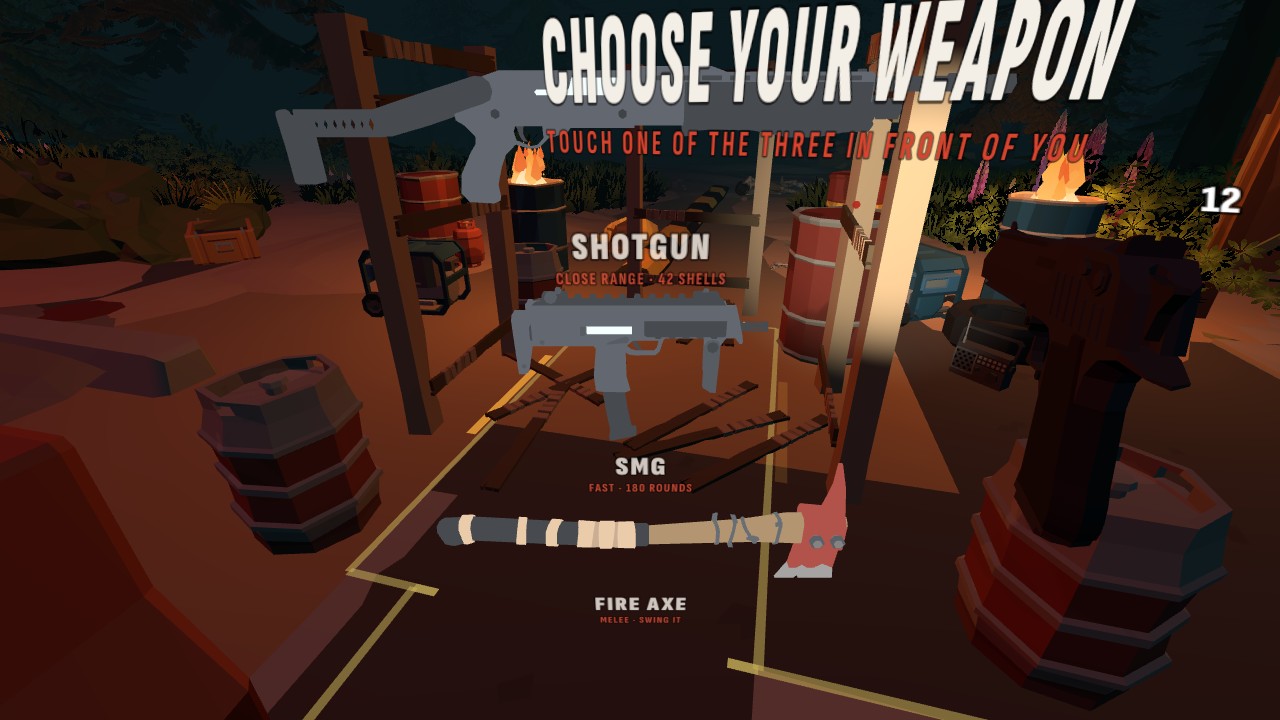 CHOOSE YOUR WEAPON
TOUCH ONE OF THE THREE IN FRONT OF YOU
12
SHOTGUN
CLOSE RANGE · 42 SHELLS
SMG
FAST · 180 ROUNDS
FIRE AXE
MELEE · SWING IT